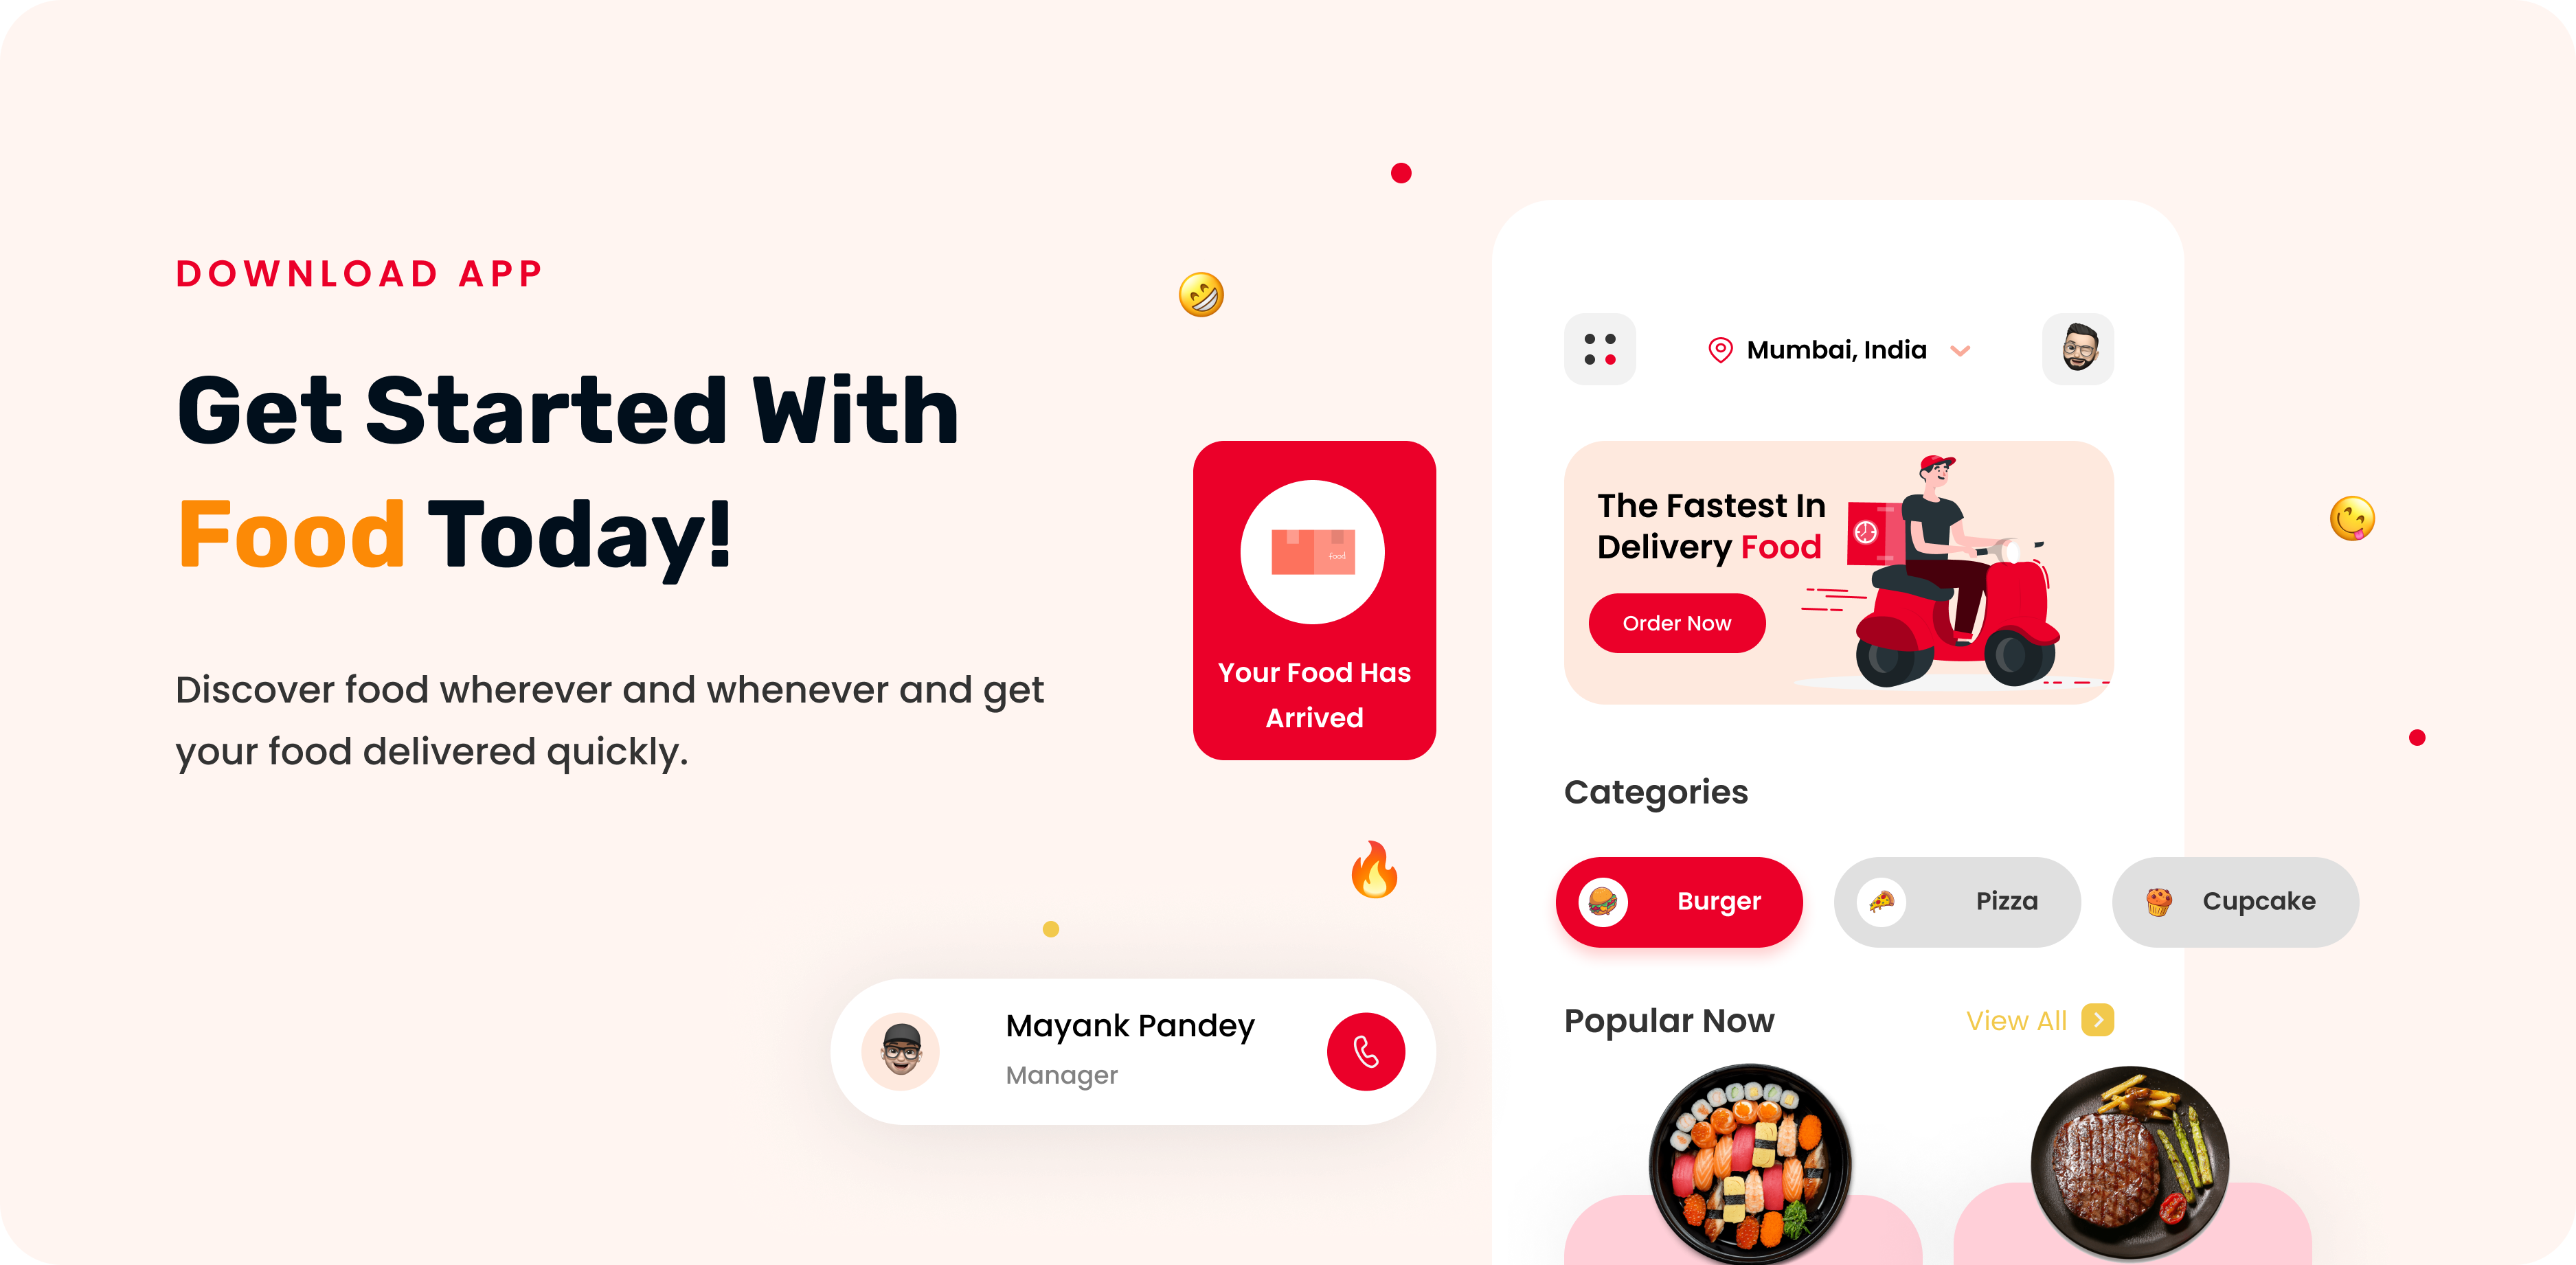 DOWNLOAD APP
Get Started With
Food Today!
Discover food wherever and whenever and get
your food delivered quickly.
food
Your Food Has
Arrived
Mayank Pandey
Manager
Mumbai, India
The Fastest In
Delivery Food
Order Now
Categories
Burger
Pizza
Cupcake
Popular Now
View All